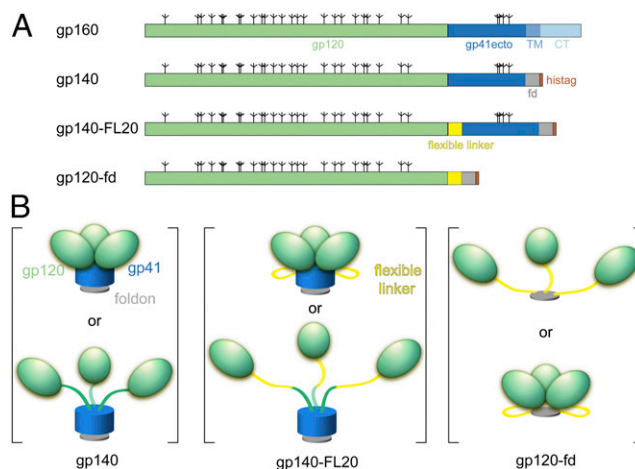 A
gp160
gp120
gp41ecto
TM
CT
gp140
fd
histag
gp140-FL20
flexible linker
gp120-fd
B
gp120
gp41
foldon
or
gp140
flexible
linker
or
gp140-FL20
or
gp120-fd